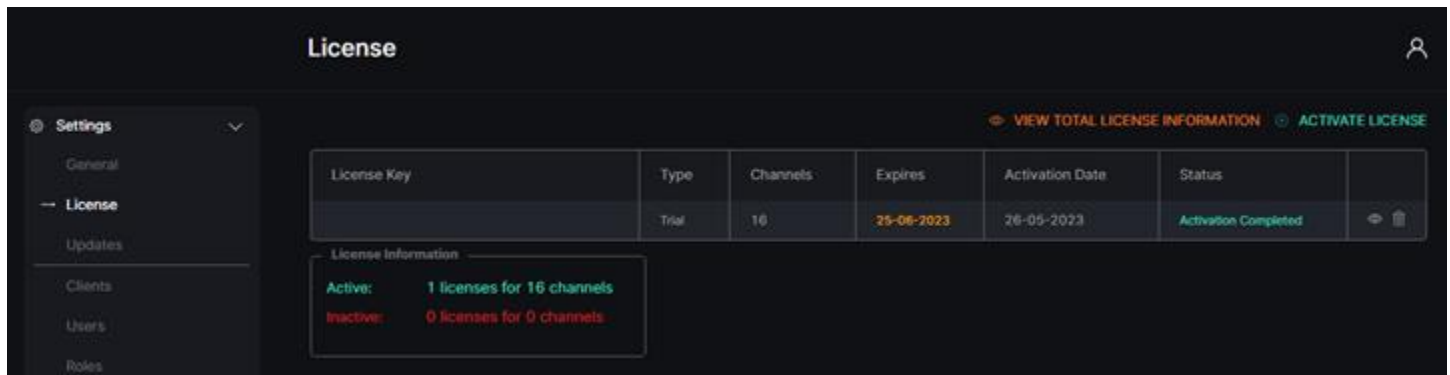 License
Settings
VIEW TOTAL LICENSE INFORMATION ACTIVATE LICENSE
General
License Key Type Channels Expires Activation Date Status
License
Trial 16 25-06-2023 26-05-2023 Activation Completed
Updates
License Information
Clients
Active: 1 licenses for 16 channels
Inactive: 0 licenses for 0 channels
Users
Roles